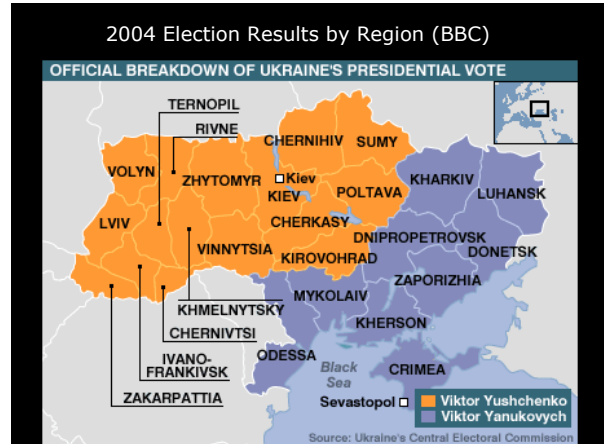 2004 Election Results by Region (BBC)
OFFICIAL BREAKDOWN OF UKRAINE'S PRESIDENTIAL VOTE
TERNOPIL
RIVNE
CHERNIHIV
SUMY
VOLYN
ZHYTOMYR
Kiev
KIEV
KHARKIV
LUHANSK
POLTAVA
LVIV
CHERKASY
VINNYTSIA
DNIPROPETROVSK
KIROVOHRAD
DONETSK
ZAPORIZHIA
MYKOLAIV
KHMELNYTSKY
KHERSON
CHERNIVTSI
ODESSA
IVANO-
FRANKIVSK
Black
Sea
CRIMEA
ZAKARPATTIA
Sevastopol
Viktor Yushchenko
Viktor Yanukovych
Source: Ukraine's Central Electoral Commission